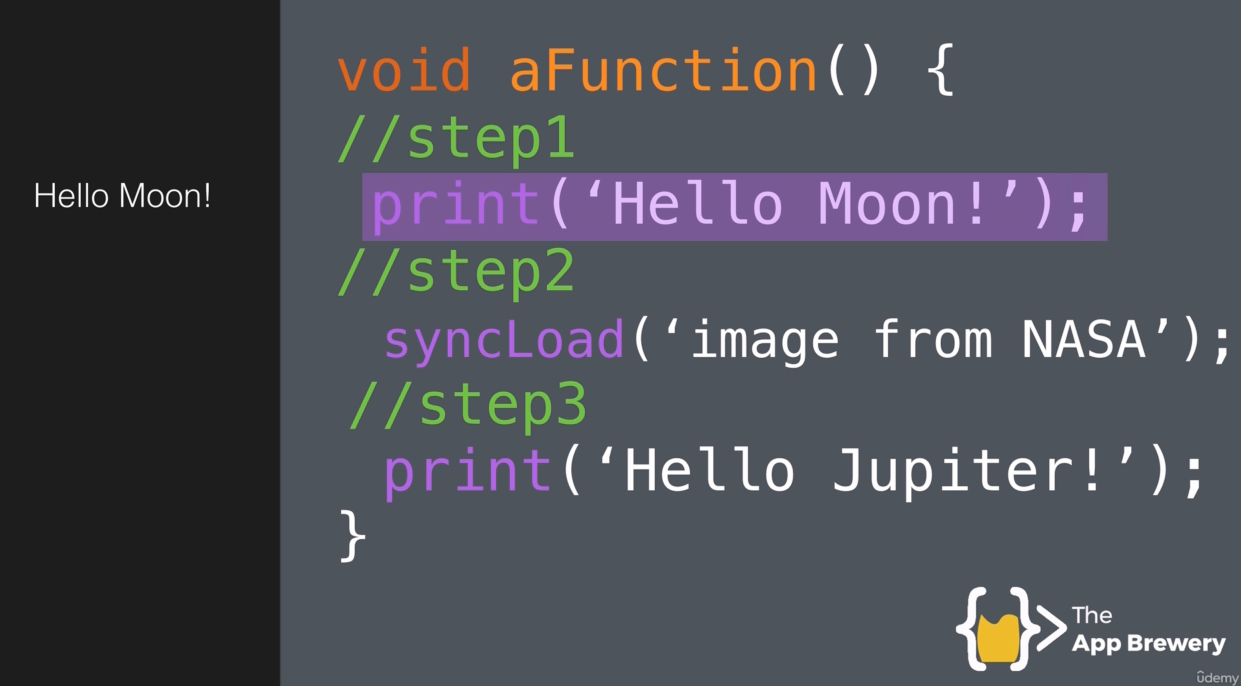 Hello Moon!
void aFunction() {
//step1
print(‘Hello Moon!’);
//step2
syncLoad(‘image from NASA’);
//step3
print(‘Hello Jupiter!’);
}
The
App Brewery
ûdemy